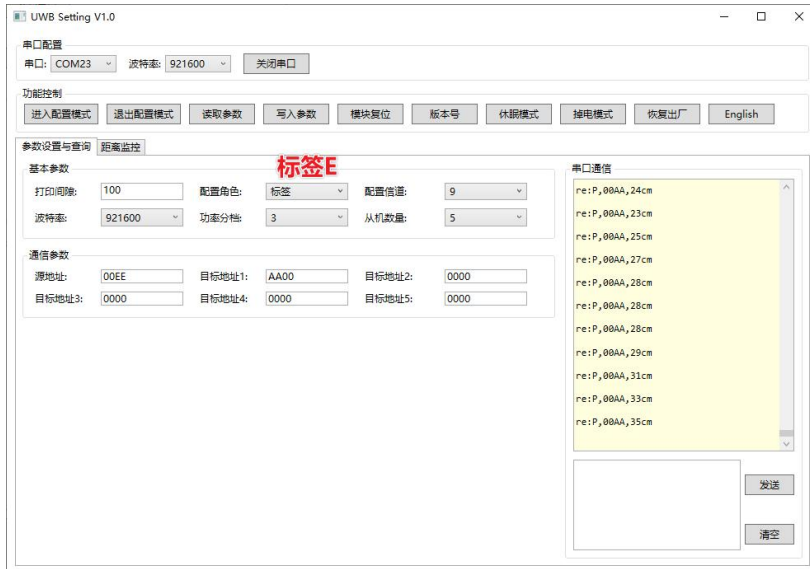 UWB Setting V1.0
串口配置
串口: COM23 波特率: 921600 关闭串口
功能控制
进入配置模式 退出配置模式 读取参数 写入参数 模块复位 版本号 休眠模式 掉电模式 恢复出厂 English
参数设置与查询 距离监控
标签E
基本参数
打印间隙: 100 配置角色: 标签 配置信道: 9
波特率: 921600 功率分档: 3 从机数量: 5
通信参数
源地址: 00EE 目标地址1: AA00 目标地址2: 0000
目标地址3: 0000 目标地址4: 0000 目标地址5: 0000
串口通信
re:P,00AA,24cm
re:P,00AA,23cm
re:P,00AA,25cm
re:P,00AA,27cm
re:P,00AA,28cm
re:P,00AA,28cm
re:P,00AA,28cm
re:P,00AA,29cm
re:P,00AA,31cm
re:P,00AA,33cm
re:P,00AA,35cm
发送
清空